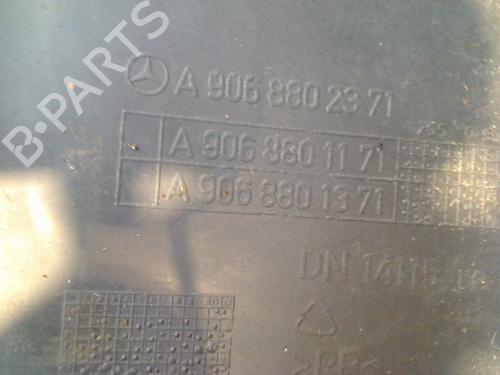 B-PARTS
A 906 880 23 71
A 906 880 11 71
A 906 880 13 71
DN